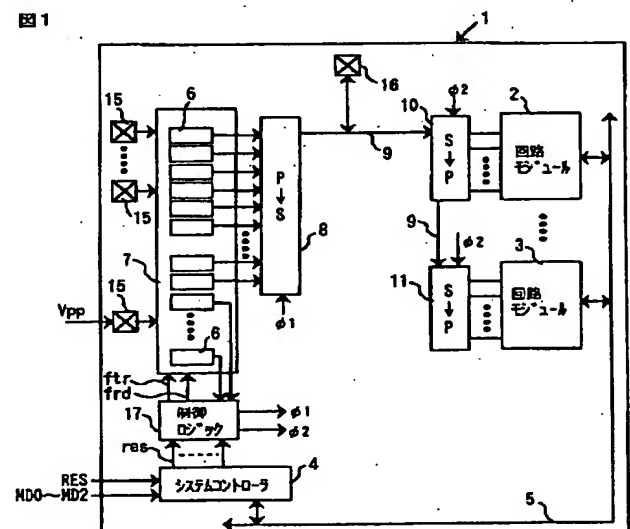 図1
1
15
6
16
10
φ2
2
P
↓
S
S
↓
P
回路
モジュール
9
15
8
9
φ2
3
7
11
S
↓
P
回路
モジュール
Vpp
15
φ1
6
ftr
frd
17
制御
ロジック
φ1
φ2
res
4
RES
MD0~MD2
システムコントローラ
5